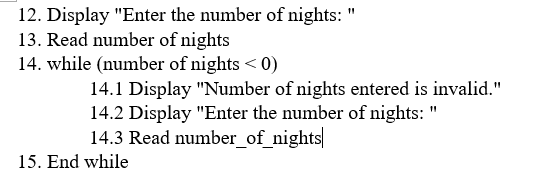 12. Display "Enter the number of nights: "
13. Read number of nights
14. while (number of nights < 0)
14.1 Display "Number of nights entered is invalid."
14.2 Display "Enter the number of nights: "
14.3 Read number_of_nights
15. End while